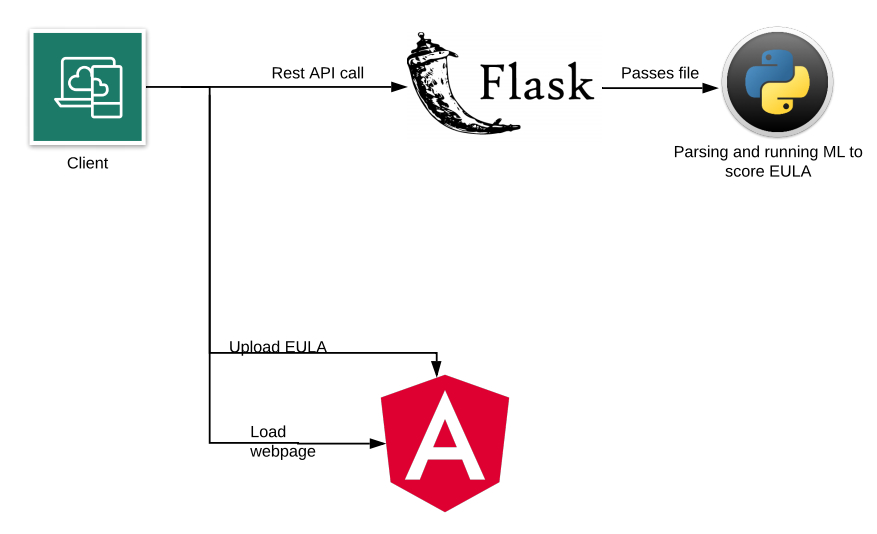 Rest API call
Flask
Passes file
Client
Parsing and running ML to
score EULA
Upload EULA
Load
webpage
A